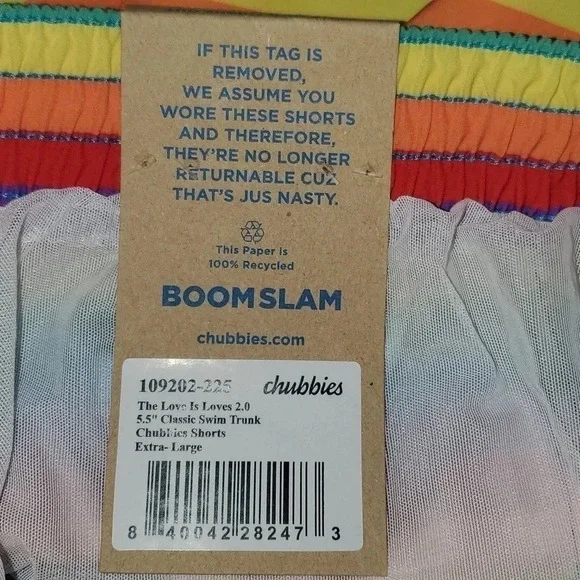 IF THIS TAG IS
REMOVED,
WE ASSUME YOU
WORE THESE SHORTS
AND THEREFORE,
THEY'RE NO LONGER
RETURNABLE CUZ
THAT'S JUS NASTY.
This Paper is
100% Recycled
BOOMSLAM
chubbies.com
109202-225 chubbies
The Love Is Loves 2.0
5.5" Classic Swim Trunk
Chubbies Shorts
Extra- Large
8 40042 28247 3